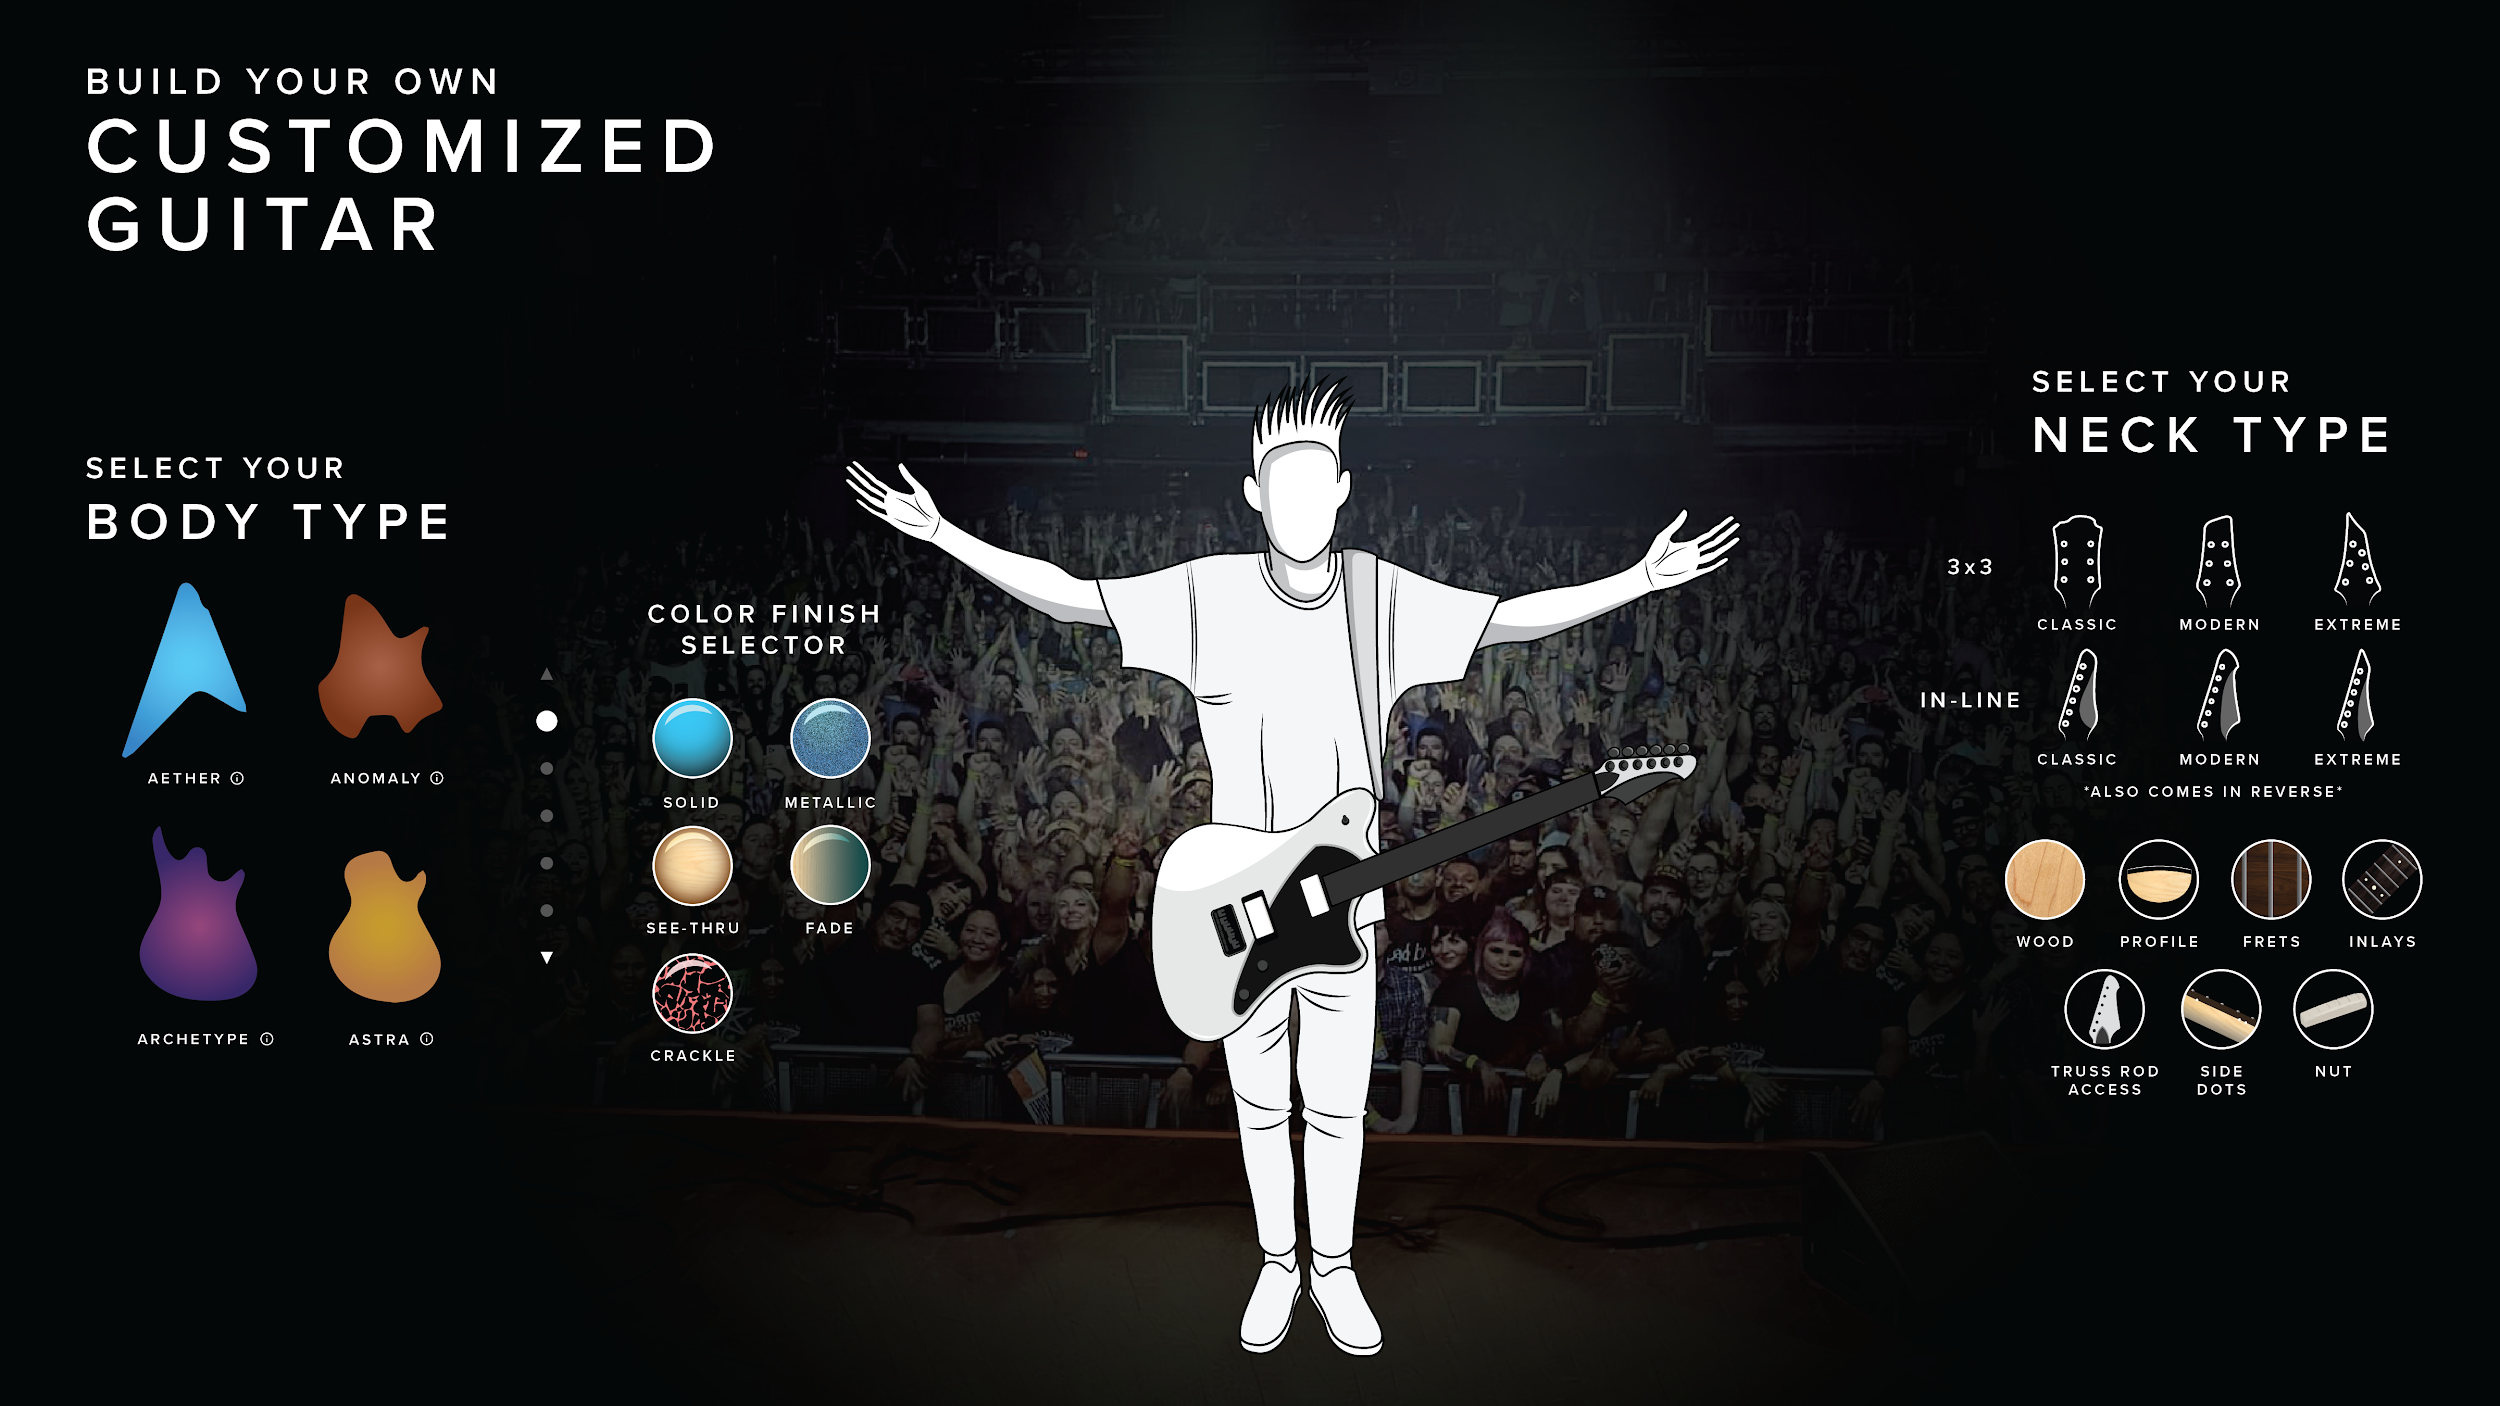 BUILD YOUR OWN
CUSTOMIZED
GUITAR
SELECT YOUR
BODY TYPE
AETHER
ANOMALY
ARCHETYPE
ASTRA
COLOR FINISH
SELECTOR
SOLID
METALLIC
SEE-THRU
FADE
CRACKLE
SELECT YOUR
NECK TYPE
3x3
CLASSIC
MODERN
EXTREME
IN-LINE
CLASSIC
MODERN
EXTREME
*ALSO COMES IN REVERSE*
WOOD
PROFILE
FRETS
INLAYS
TRUSS ROD
ACCESS
SIDE
DOTS
NUT